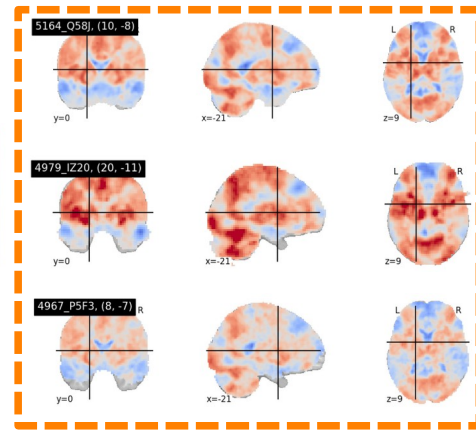 5164_Q58J, (10, -8)
L R
y=0 x=-21 z=9
4979_IZ20, (20, -11)
L R
y=0 x=-21 z=9
4967_P5F3, (8, -7)
R L R
y=0 x=-21 z=9